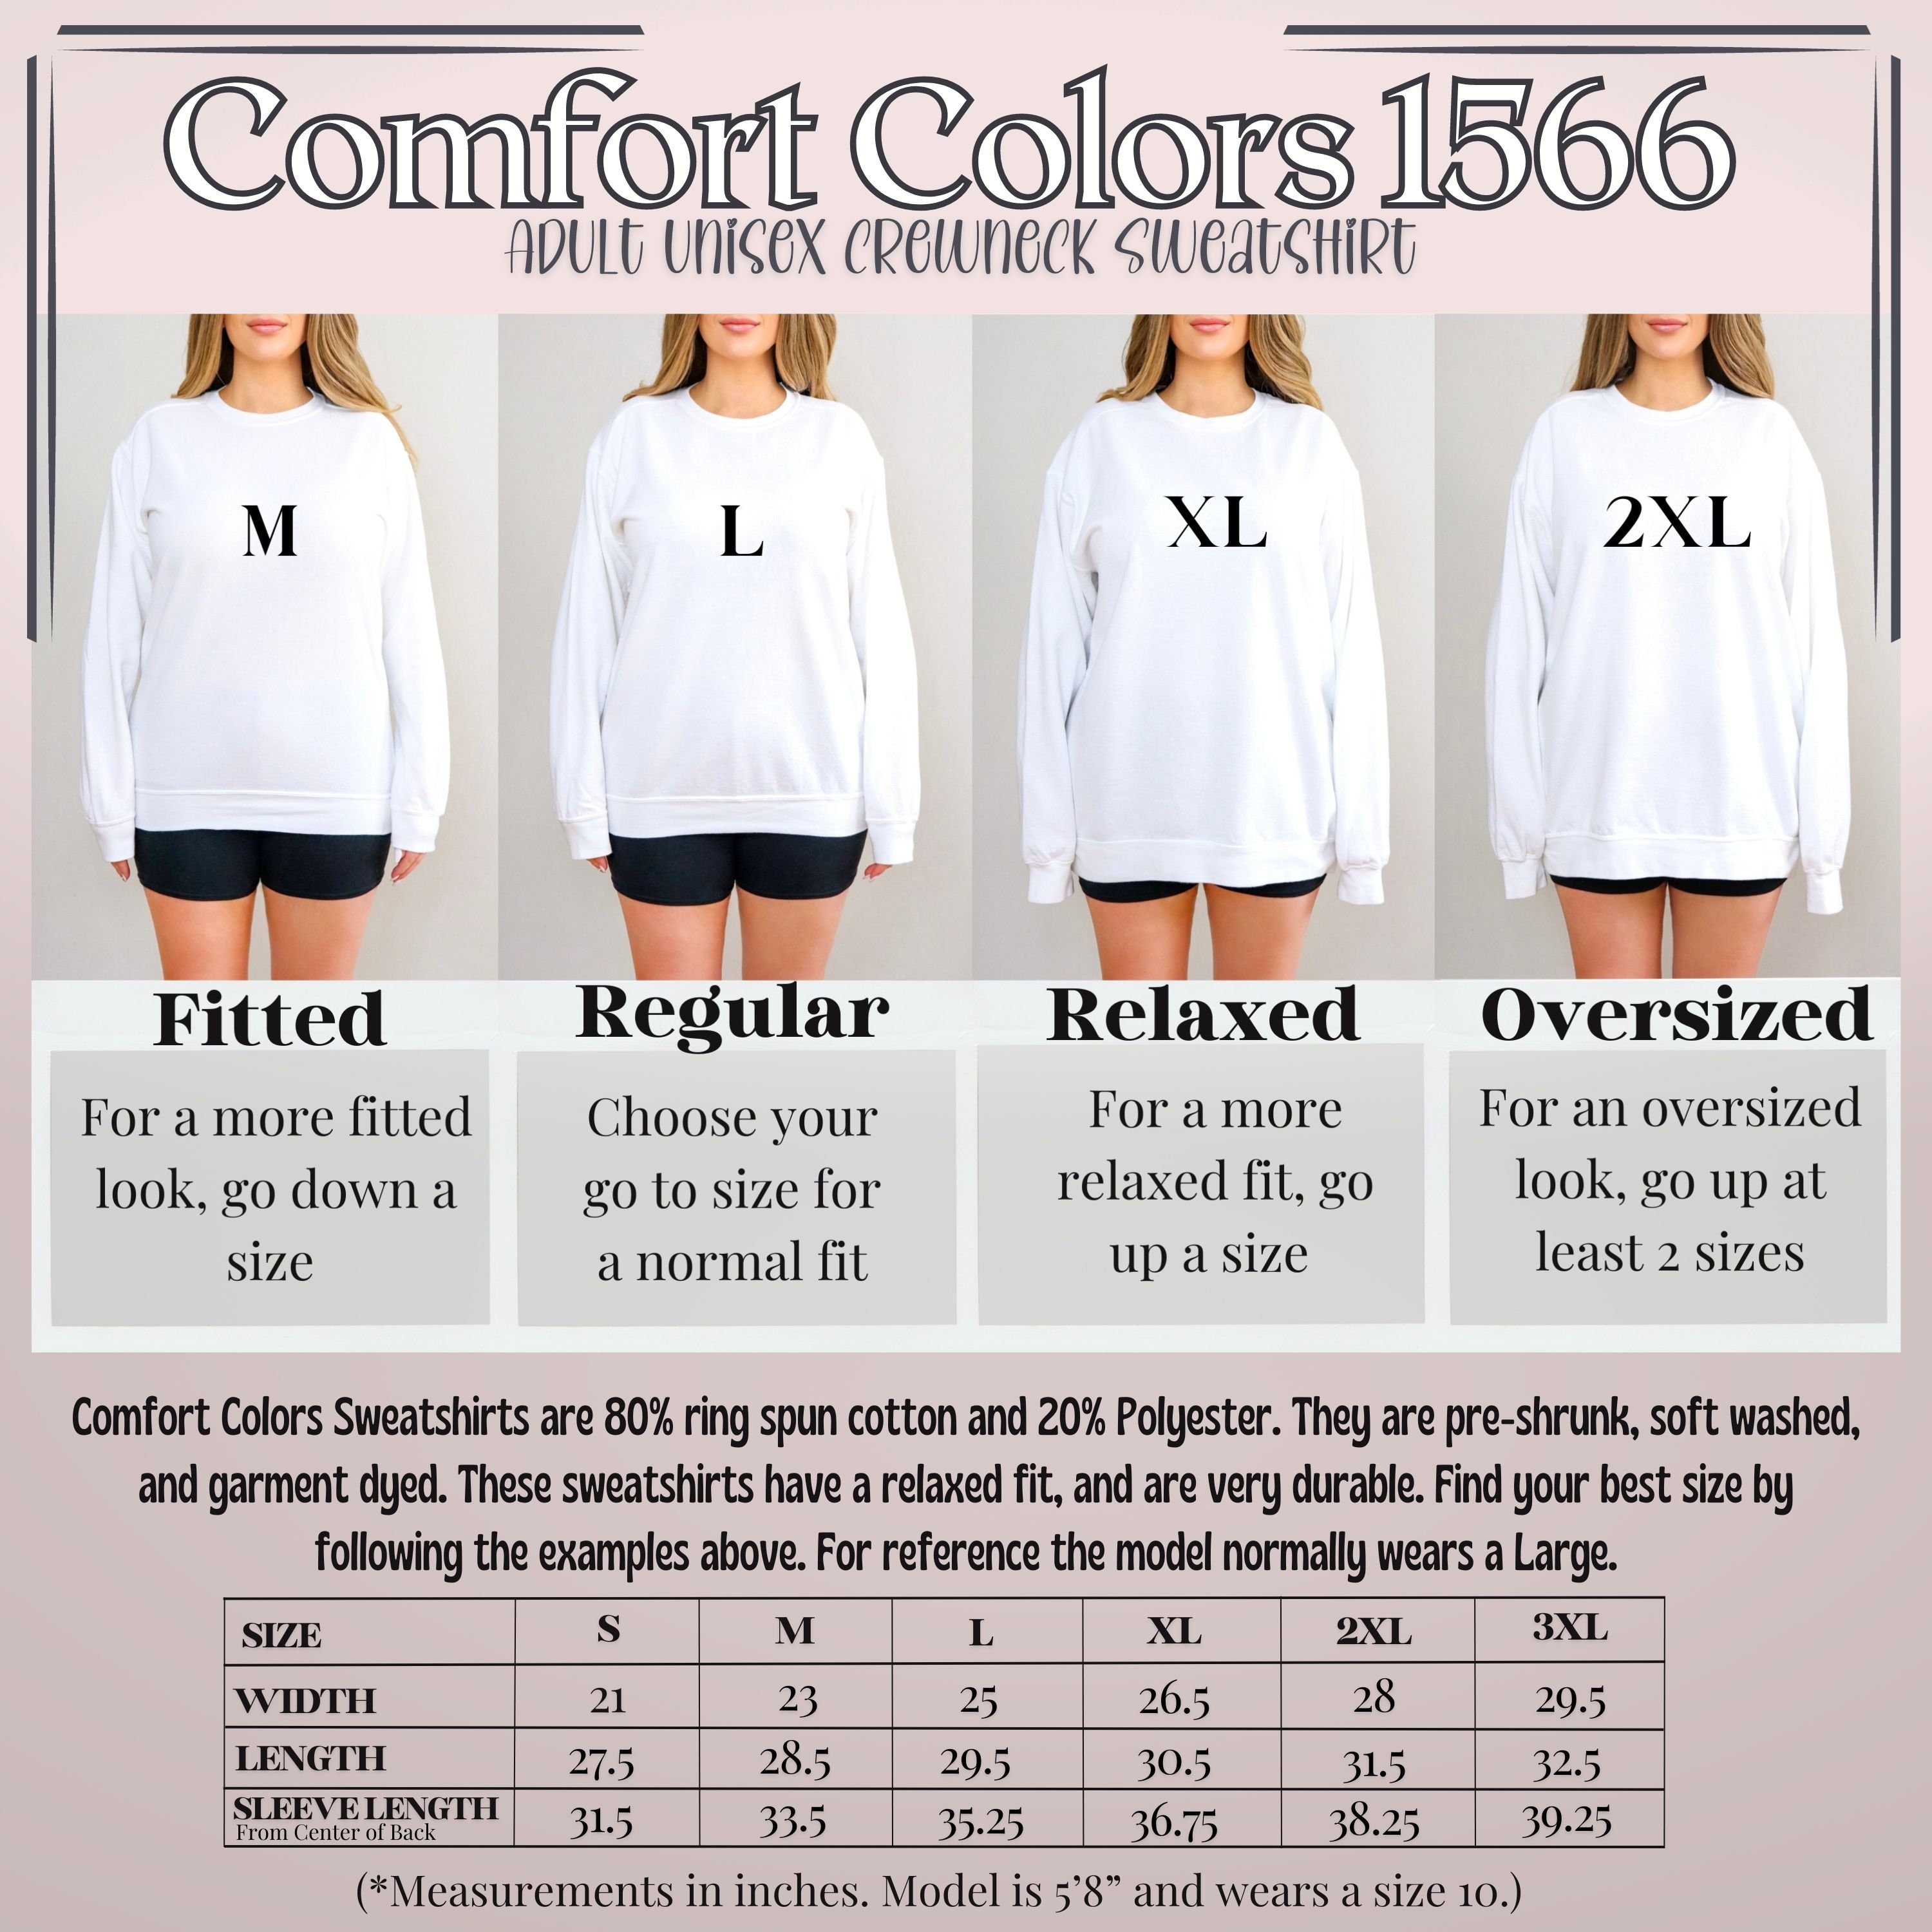 Comfort Colors 1566
ADULT UNISEX CREWNECK SWEATSHIRT
M
L
XL
2XL
Fitted
For a more fitted
look, go down a
size
Regular
Choose your
go to size for
a normal fit
Relaxed
For a more
relaxed fit, go
up a size
Oversized
For an oversized
look, go up at
least 2 sizes
Comfort Colors Sweatshirts are 80% ring spun cotton and 20% Polyester. They are pre-shrunk, soft washed,
and garment dyed. These sweatshirts have a relaxed fit, and are very durable. Find your best size by
following the examples above. For reference the model normally wears a Large.
SIZE S M L XL 2XL 3XL
WIDTH 21 23 25 26.5 28 29.5
LENGTH 27.5 28.5 29.5 30.5 31.5 32.5
SLEEVE LENGTH 31.5 33.5 35.25 36.75 38.25 39.25
From Center of Back
(*Measurements in inches. Model is 5’8” and wears a size 10.)